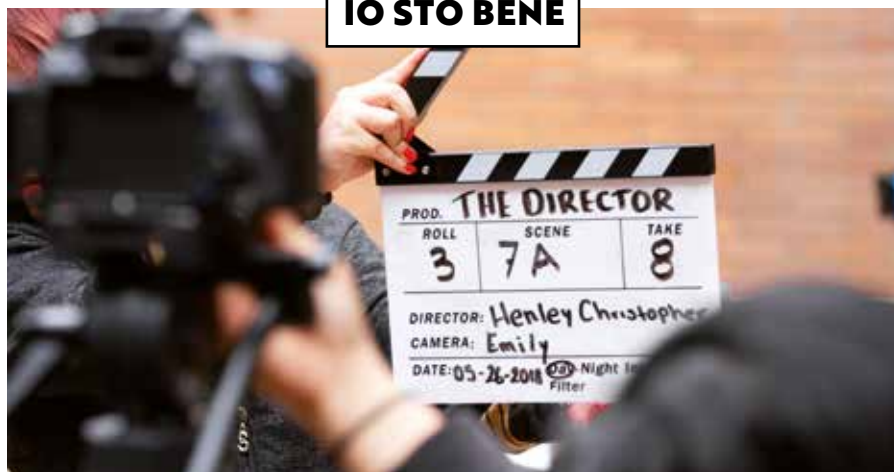 IO STO BENE
PROD. THE DIRECTOR
ROLL SCENE TAKE
3 7A 8
DIRECTOR: Henley Christopher
CAMERA: Emily
DATE: 05-26-2018 Day Night
Filter